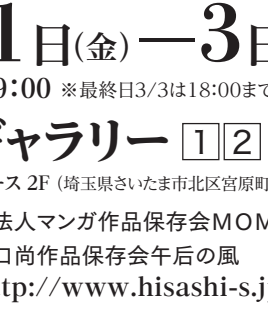 1日(金)―3日
9:00 ※最終日3/3は18:00まで
ギャラリー 1 2
ース 2F (埼玉県さいたま市北区宮原町
法人マンガ作品保存会MOM
口尚作品保存会午后の風
tp://www.hisashi-s.jp